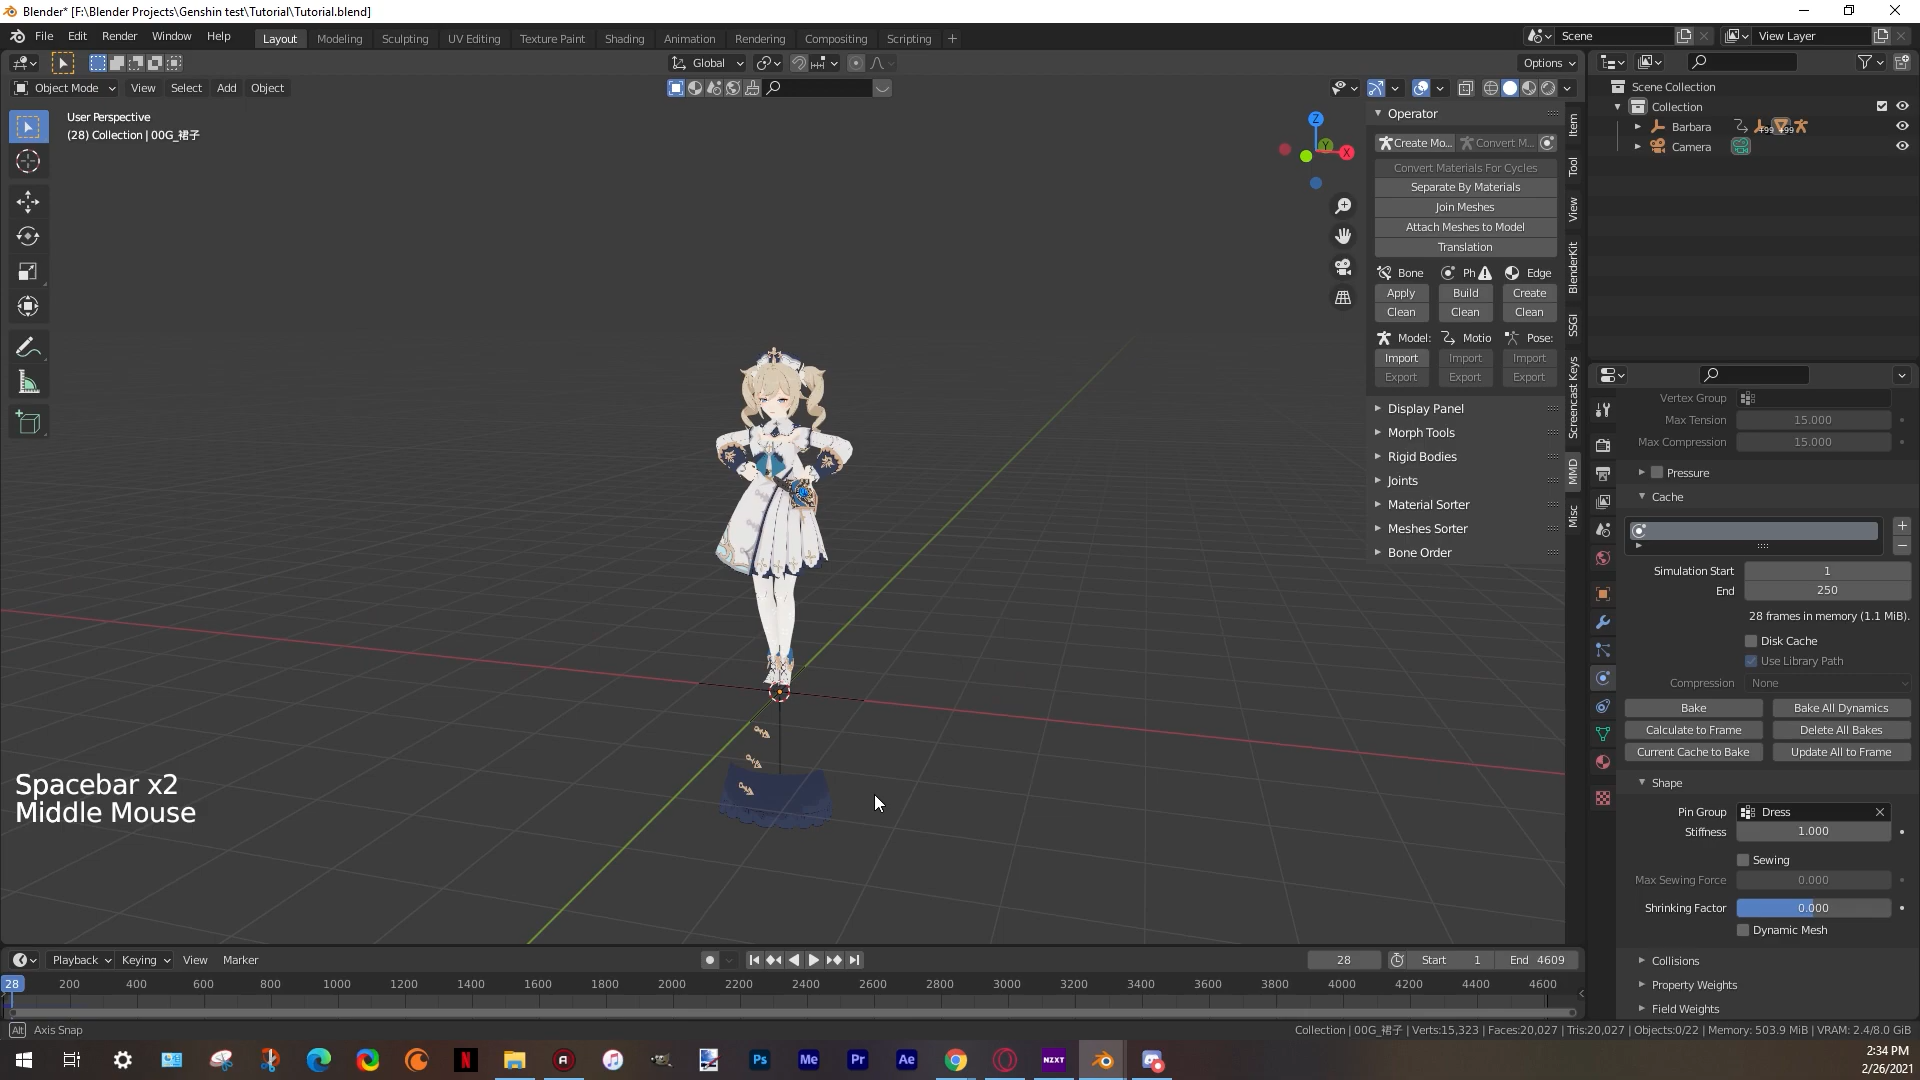 Blender* [F:\Blender Projects\Genshin test\Tutorial\Tutorial.blend]
File Edit Render Window Help Layout Modeling Sculpting UV Editing Texture Paint Shading Animation Rendering Compositing Scripting + Scene View Layer
Global Options
Object Mode View Select Add Object
User Perspective
(28) Collection | 00G_裙子
Z
Y
X
Operator
Create Mo... Convert M...
Convert Materials For Cycles
Separate By Materials
Join Meshes
Attach Meshes to Model
Translation
Bone Ph Edge
Apply Build Create
Clean Clean Clean
Model: Motio Pose:
Import Import Import
Export Export Export
Display Panel
Morph Tools
Rigid Bodies
Joints
Material Sorter
Meshes Sorter
Bone Order
Item
Tool
View
BlenderKit
SSGI
Screencast Keys
MMD
Misc
Scene Collection
Collection
Barbara +99 +99
Camera
Vertex Group
Max Tension 15.000
Max Compression 15.000
Pressure
Cache
Simulation Start 1
End 250
28 frames in memory (1.1 MiB).
Disk Cache
Use Library Path
Compression None
Bake Bake All Dynamics
Calculate to Frame Delete All Bakes
Current Cache to Bake Update All to Frame
Shape
Pin Group Dress
Stiffness 1.000
Sewing
Max Sewing Force 0.000
Shrinking Factor 0.000
Dynamic Mesh
Collisions
Property Weights
Field Weights
Spacebar x2
Middle Mouse
Playback Keying View Marker 28 Start 1 End 4609
28 200 400 600 800 1000 1200 1400 1600 1800 2000 2200 2400 2600 2800 3000 3200 3400 3600 3800 4000 4200 4400 4600
Alt Axis Snap
Collection | 00G_裙子 | Verts:15,323 | Faces:20,027 | Tris:20,027 | Objects:0/22 | Memory: 503.9 MiB | VRAM: 2.4/8.0 GiB
N Ps Me Pr Ae NZXT
2:34 PM
2/26/2021